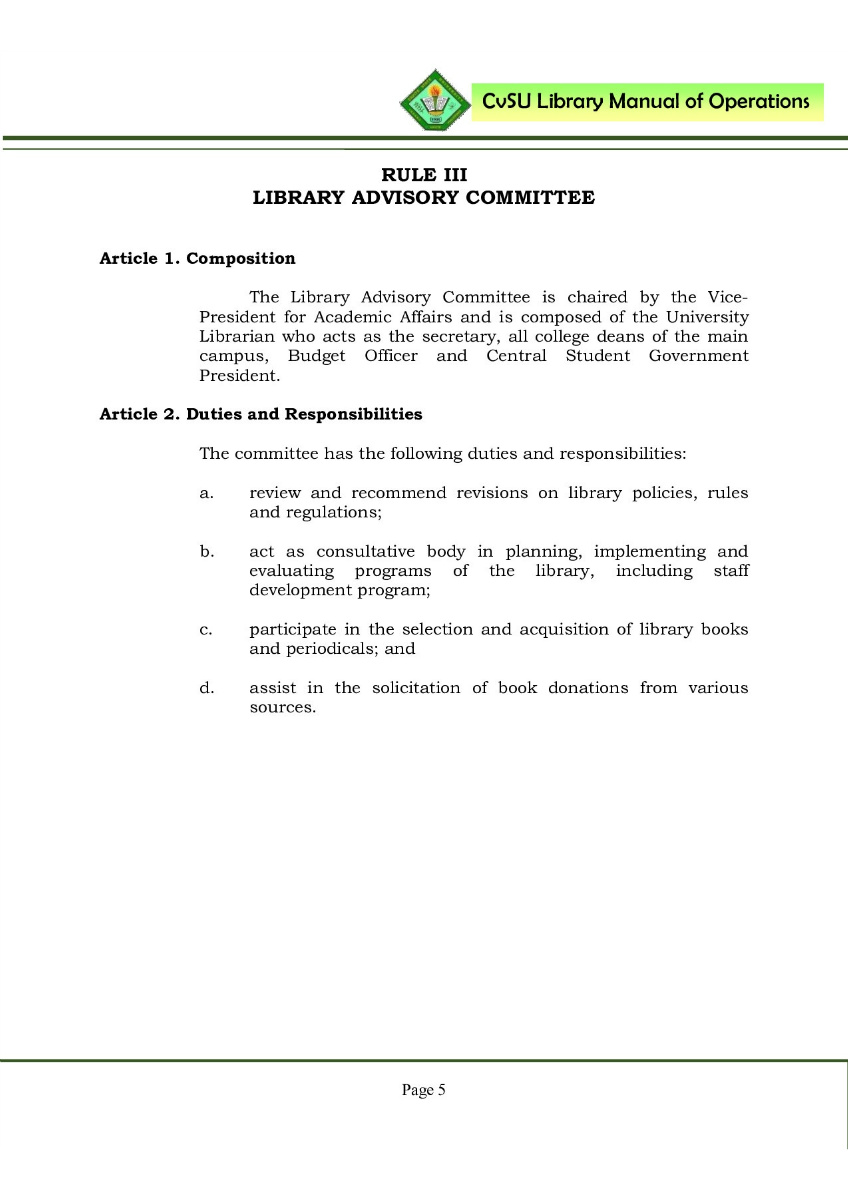 CvSU Library Manual of Operations
RULE III
LIBRARY ADVISORY COMMITTEE
Article 1. Composition
The Library Advisory Committee is chaired by the Vice-
President for Academic Affairs and is composed of the University
Librarian who acts as the secretary, all college deans of the main
campus, Budget Officer and Central Student Government
President.
Article 2. Duties and Responsibilities
The committee has the following duties and responsibilities:
a. review and recommend revisions on library policies, rules
and regulations;
b. act as consultative body in planning, implementing and
evaluating programs of the library, including staff
development program;
c. participate in the selection and acquisition of library books
and periodicals; and
d. assist in the solicitation of book donations from various
sources.
Page 5